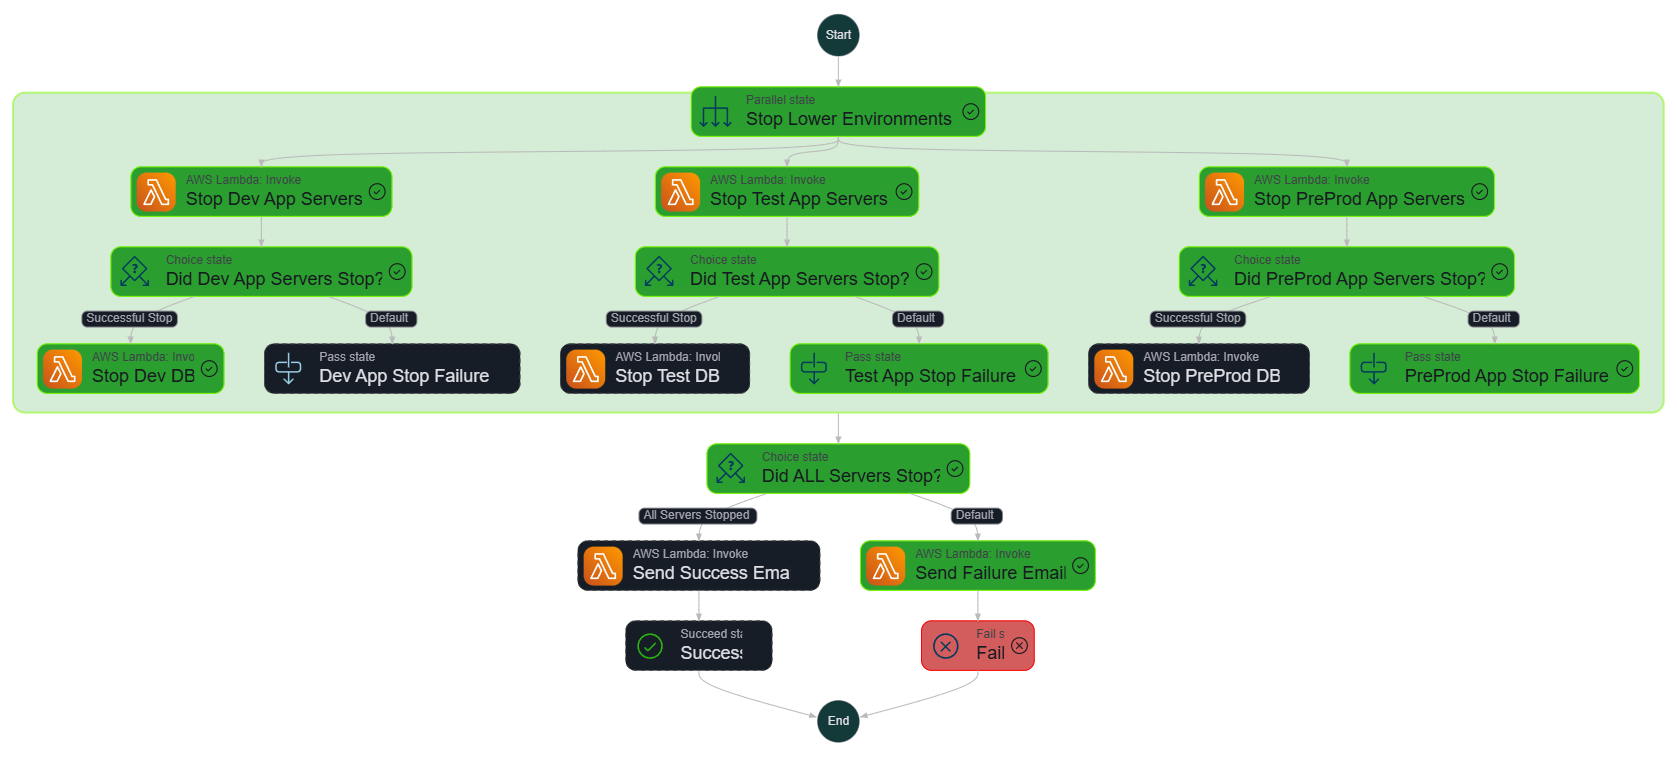 Start
Parallel state
Stop Lower Environments
AWS Lambda: Invoke
Stop Dev App Servers
AWS Lambda: Invoke
Stop Test App Servers
AWS Lambda: Invoke
Stop PreProd App Servers
Choice state
Did Dev App Servers Stop?
Choice state
Did Test App Servers Stop?
Choice state
Did PreProd App Servers Stop?
Successful Stop
Default
Successful Stop
Default
Successful Stop
Default
AWS Lambda: Invo
Stop Dev DB
Pass state
Dev App Stop Failure
AWS Lambda: Invol
Stop Test DB
Pass state
Test App Stop Failure
AWS Lambda: Invoke
Stop PreProd DB
Pass state
PreProd App Stop Failure
Choice state
Did ALL Servers Stop?
All Servers Stopped
Default
AWS Lambda: Invoke
Send Success Ema
AWS Lambda: Invoke
Send Failure Email
Succeed sta
Success
Fail s
Fail
End